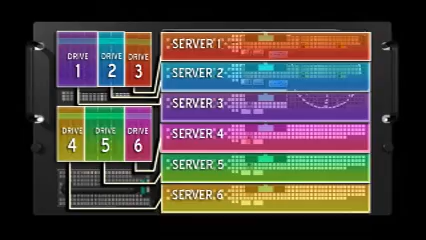 DRIVE 1
DRIVE 2
DRIVE 3
SERVER 1
SERVER 2
SERVER 3
DRIVE 4
DRIVE 5
DRIVE 6
SERVER 4
SERVER 5
SERVER 6